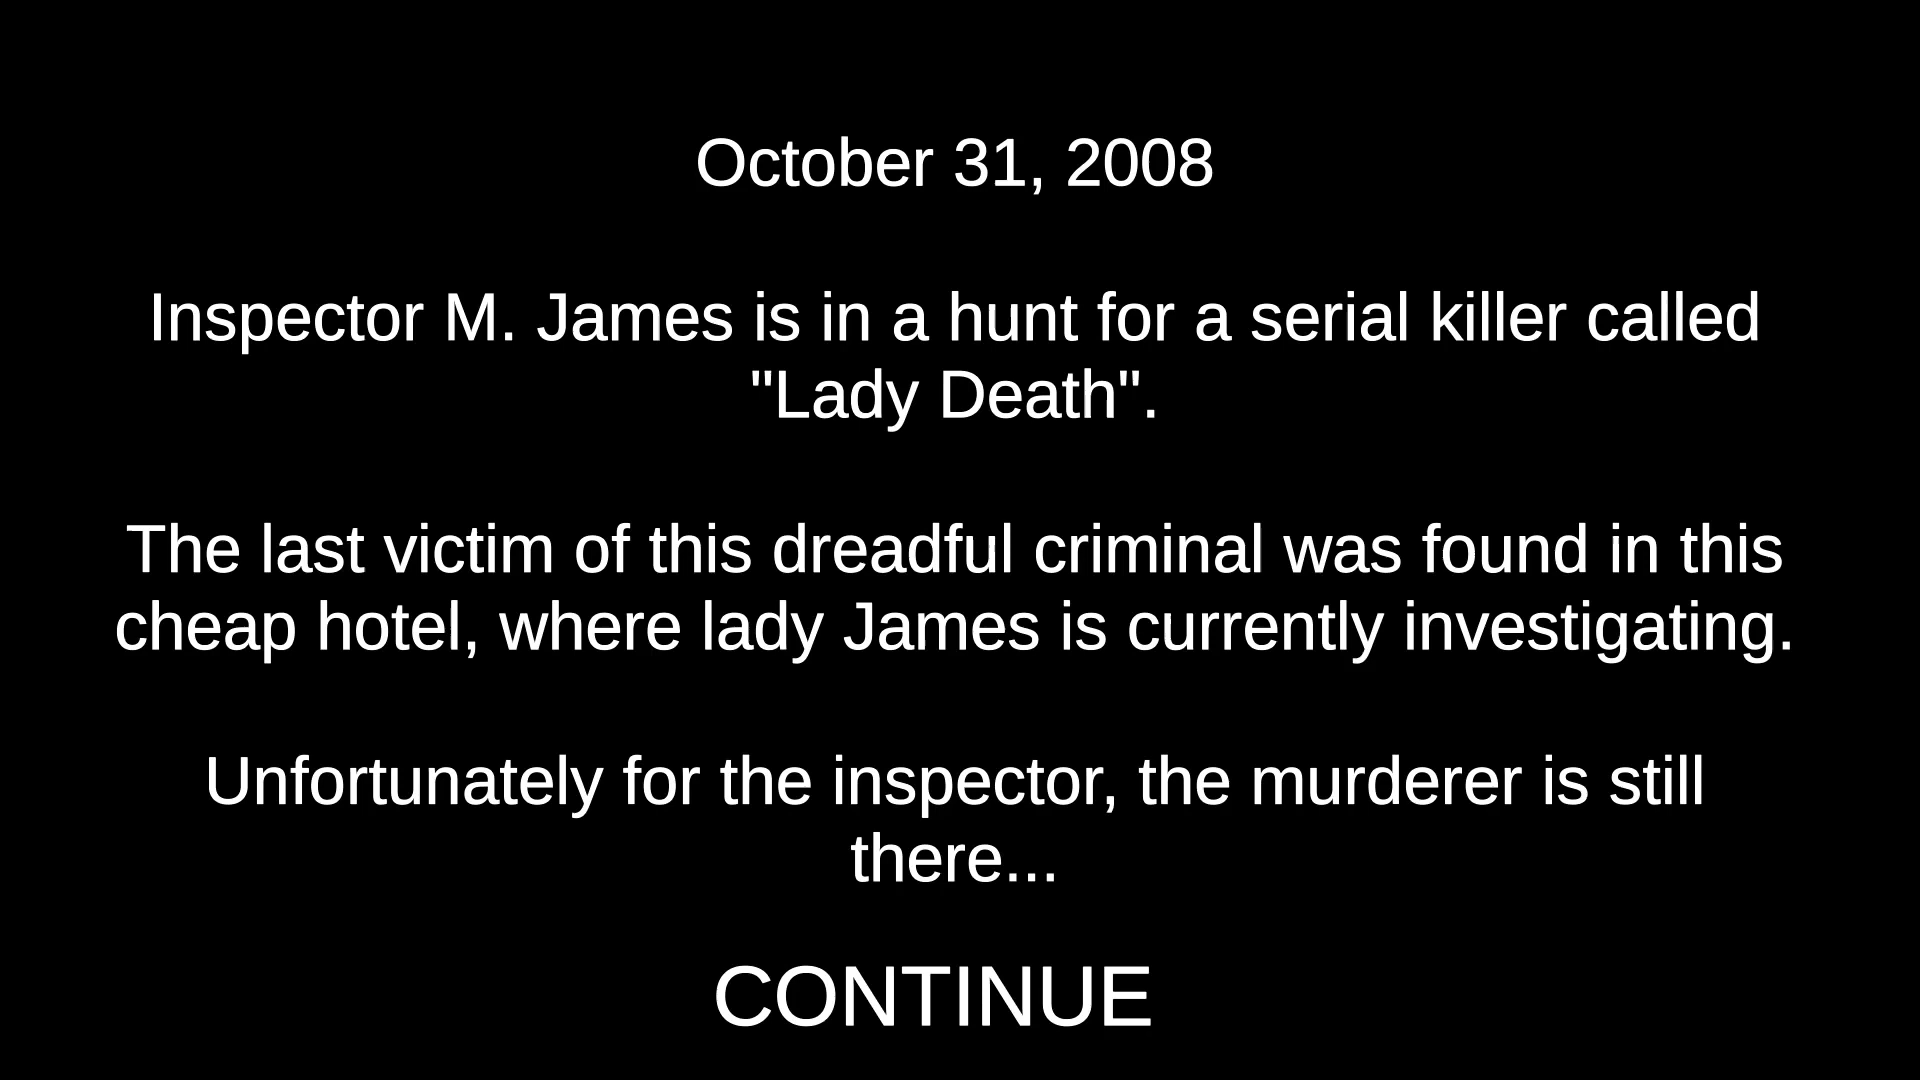 October 31, 2008
Inspector M. James is in a hunt for a serial killer called
"Lady Death".
The last victim of this dreadful criminal was found in this
cheap hotel, where lady James is currently investigating.
Unfortunately for the inspector, the murderer is still
there...
CONTINUE